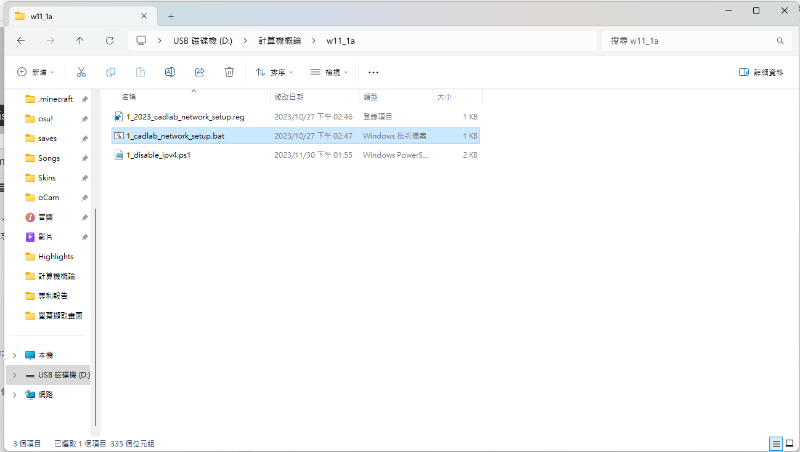 w11_1a
USB 磁碟機 (D:) 計算機概論 w11_1a
搜尋 w11_1a
新增 排序 檢視 詳細資料
名稱 修改日期 類型 大小
1_2023_cadlab_network_setup.reg 2023/10/27 下午 02:46 登錄項目 1 KB
1_cadlab_network_setup.bat 2023/10/27 下午 02:47 Windows 批次檔案 1 KB
1_disable_ipv4.ps1 2023/11/30 下午 01:55 Windows PowerS... 2 KB
.minecraft
osu!
saves
Songs
Skins
oCam
音樂
影片
Highlights
計算機概論
專利報告
螢幕擷取畫面
本機
USB 磁碟機 (D:)
網路
3 個項目 已選取 1 個項目 335 個位元組